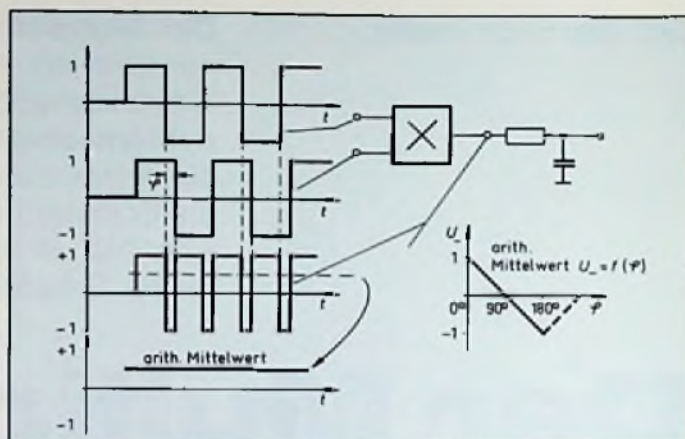 1
t
1
φ
t
-1
+1
-1
t
+1
arith. Mittelwert
t
-1
U_
arith.
Mittelwert U_ = f(φ)
1
0° 90° 180° φ
-1